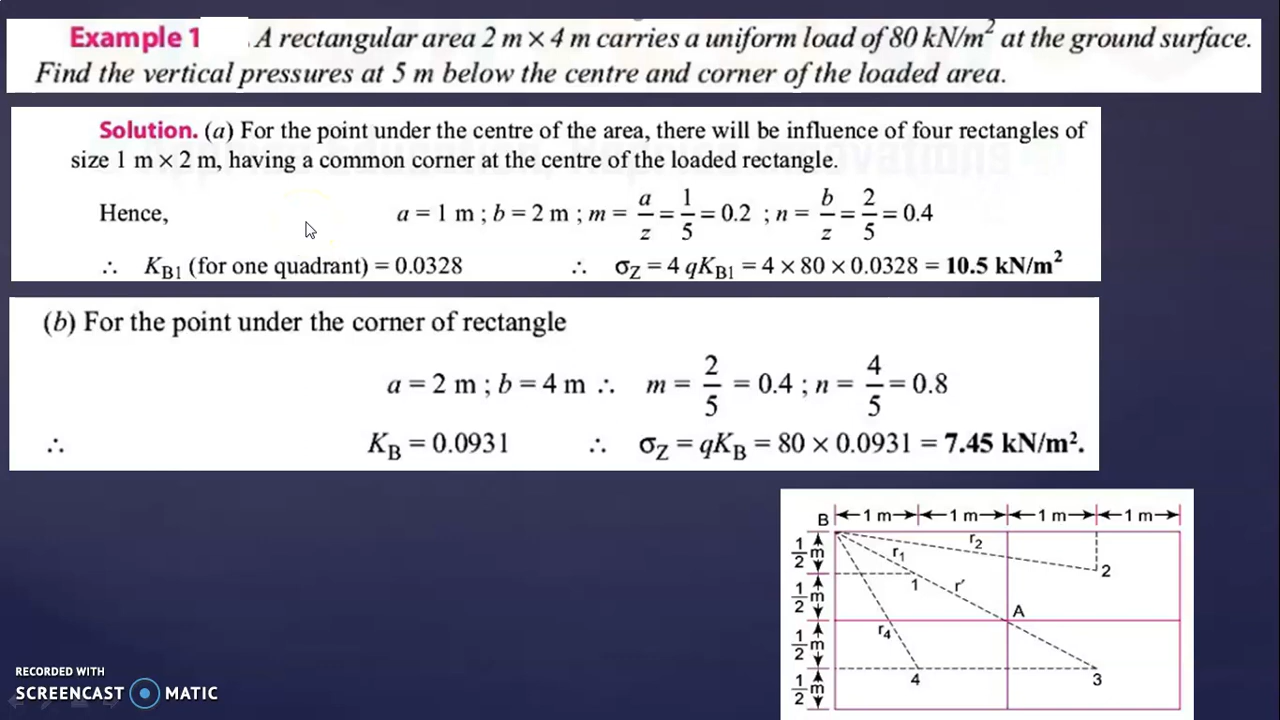 Example 1 A rectangular area 2 m × 4 m carries a uniform load of 80 kN/m² at the ground surface.
Find the vertical pressures at 5 m below the centre and corner of the loaded area.
Solution. (a) For the point under the centre of the area, there will be influence of four rectangles of
size 1 m × 2 m, having a common corner at the centre of the loaded rectangle.
Hence, a = 1 m ; b = 2 m ; m = a/z = 1/5 = 0.2 ; n = b/z = 2/5 = 0.4
∴ K_B1 (for one quadrant) = 0.0328 ∴ σ_Z = 4 qK_B1 = 4 × 80 × 0.0328 = 10.5 kN/m²
(b) For the point under the corner of rectangle
a = 2 m ; b = 4 m ∴ m = 2/5 = 0.4 ; n = 4/5 = 0.8
∴ K_B = 0.0931 ∴ σ_Z = qK_B = 80 × 0.0931 = 7.45 kN/m².
B 1 m 1 m 1 m 1 m
1/2 m r₁ r₂
1 r′ 2
1/2 m
A
1/2 m r₄
4 3
1/2 m
RECORDED WITH
SCREENCAST MATIC